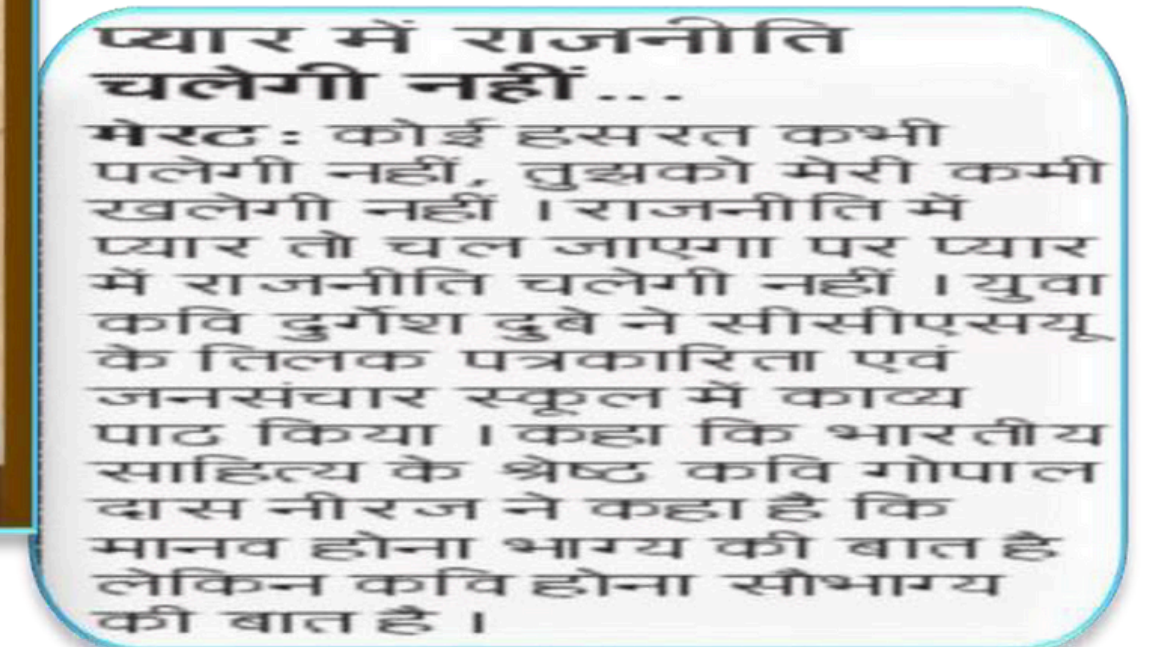 प्यार में राजनीति
चलेगी नहीं...
मेरठ : कोई हसरत कभी
पलेगी नहीं, तुझको मेरी कमी
खलेगी नहीं । राजनीति में
प्यार तो चल जाएगा पर प्यार
में राजनीति चलेगी नहीं । युवा
कवि दुर्गेश दुबे ने सीसीएसयू
के तिलक पत्रकारिता एवं
जनसंचार स्कूल में काव्य
पाठ किया । कहा कि भारतीय
साहित्य के श्रेष्ठ कवि गोपाल
दास नीरज ने कहा है कि
मानव होना भाग्य की बात है
लेकिन कवि होना सौभाग्य
की बात है ।